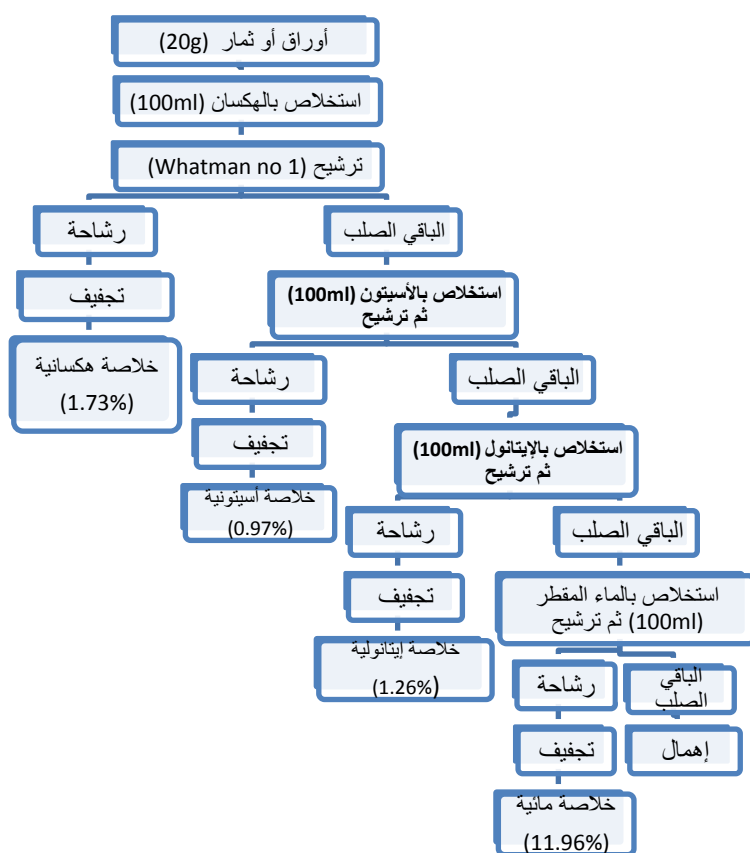 أوراق أو ثمار (20g)
استخلاص بالهكسان (100ml)
ترشيح (Whatman no 1)
رشاحة
الباقي الصلب
تجفيف
استخلاص بالأسيتون (100ml)
ثم ترشيح
خلاصة هكسانية
(1.73%)
رشاحة
الباقي الصلب
تجفيف
استخلاص بالإيتانول (100ml)
ثم ترشيح
خلاصة أسيتونية
(0.97%)
رشاحة
الباقي الصلب
تجفيف
استخلاص بالماء المقطر
(100ml) ثم ترشيح
خلاصة إيتانولية
(1.26%)
رشاحة
الباقي
الصلب
تجفيف
إهمال
خلاصة مائية
(11.96%)